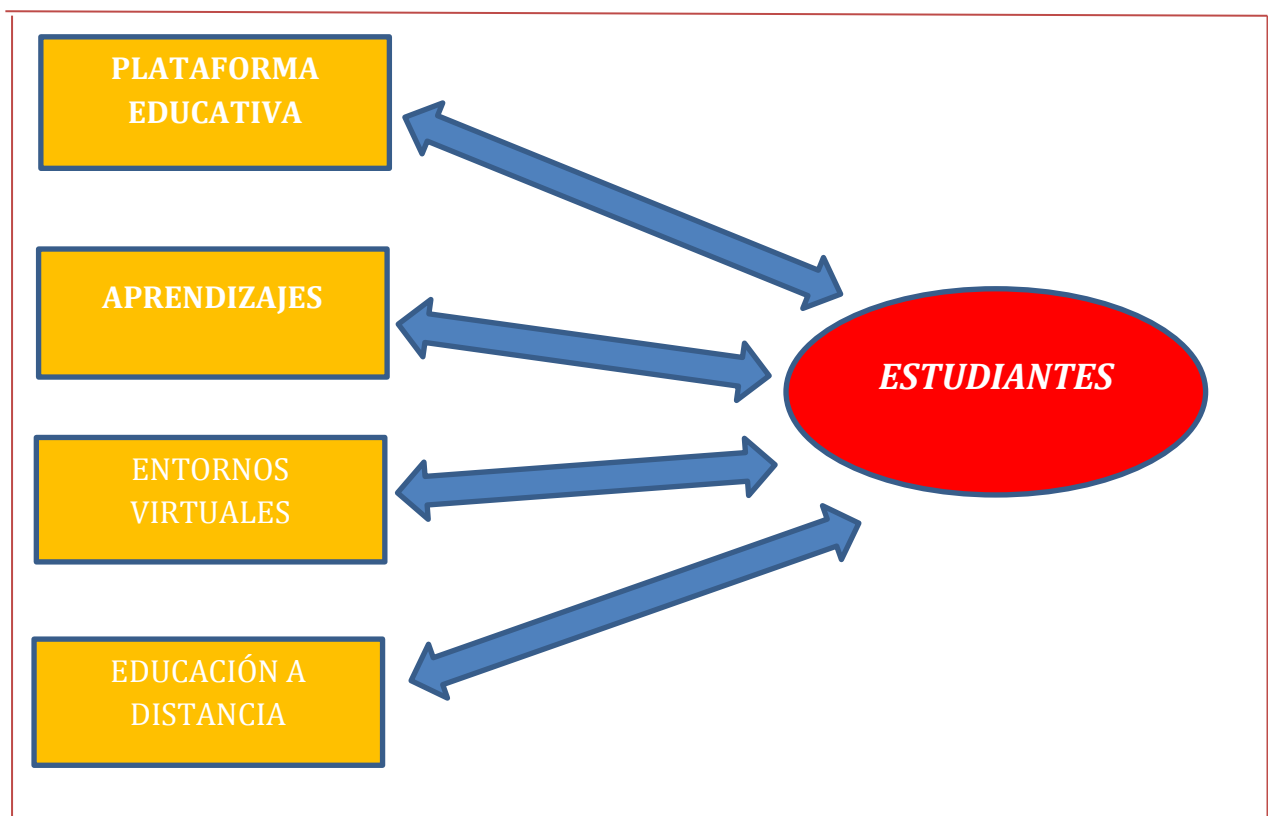 PLATAFORMA
EDUCATIVA
APRENDIZAJES
ESTUDIANTES
ENTORNOS
VIRTUALES
EDUCACIÓN A
DISTANCIA